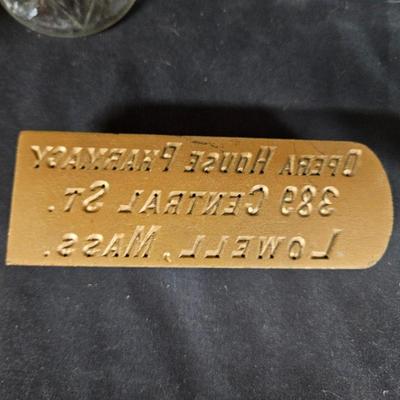 OPERA HOUSE PHARMACY
389 CENTRAL ST.
LOWELL, MASS.